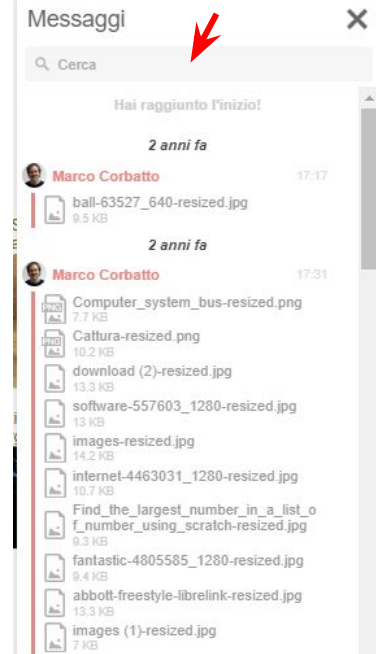 Messaggi
Cerca
Hai raggiunto l'inizio!
2 anni fa
Marco Corbatto 17:17
ball-63527_640-resized.jpg
9.5 KB
2 anni fa
Marco Corbatto 17:31
Computer_system_bus-resized.png
7.7 KB
Cattura-resized.png
10.2 KB
download (2)-resized.jpg
13.3 KB
software-557603_1280-resized.jpg
13 KB
images-resized.jpg
14.2 KB
internet-4463031_1280-resized.jpg
10.7 KB
Find_the_largest_number_in_a_list_o
f_number_using_scratch-resized.jpg
9.3 KB
fantastic-4805585_1280-resized.jpg
9.4 KB
abbott-freestyle-librelink-resized.jpg
13.3 KB
images (1)-resized.jpg
7 KB